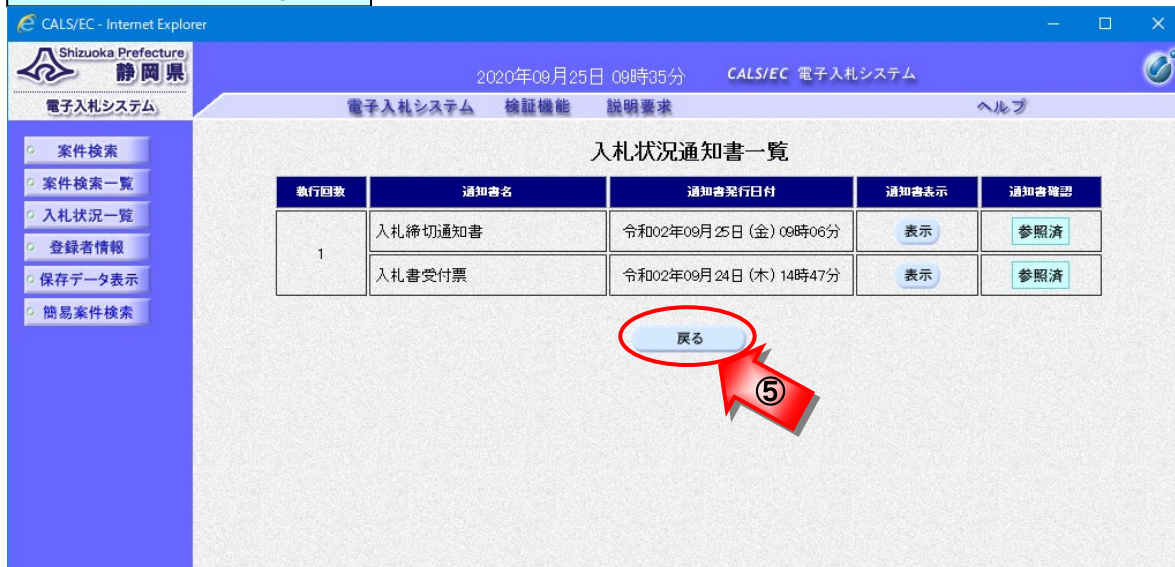 CALS/EC - Internet Explorer
Shizuoka Prefecture
静岡県
2020年09月25日 09時35分 CALS/EC 電子入札システム
電子入札システム
電子入札システム 検証機能 説明要求 ヘルプ
案件検索
案件検索一覧
入札状況一覧
登録者情報
保存データ表示
簡易案件検索
入札状況通知書一覧
執行回数 通知書名 通知書発行日付 通知書表示 通知書確認
1
入札締切通知書 令和02年09月25日(金)09時06分 表示 参照済
入札書受付票 令和02年09月24日(木)14時47分 表示 参照済
戻る
⑤